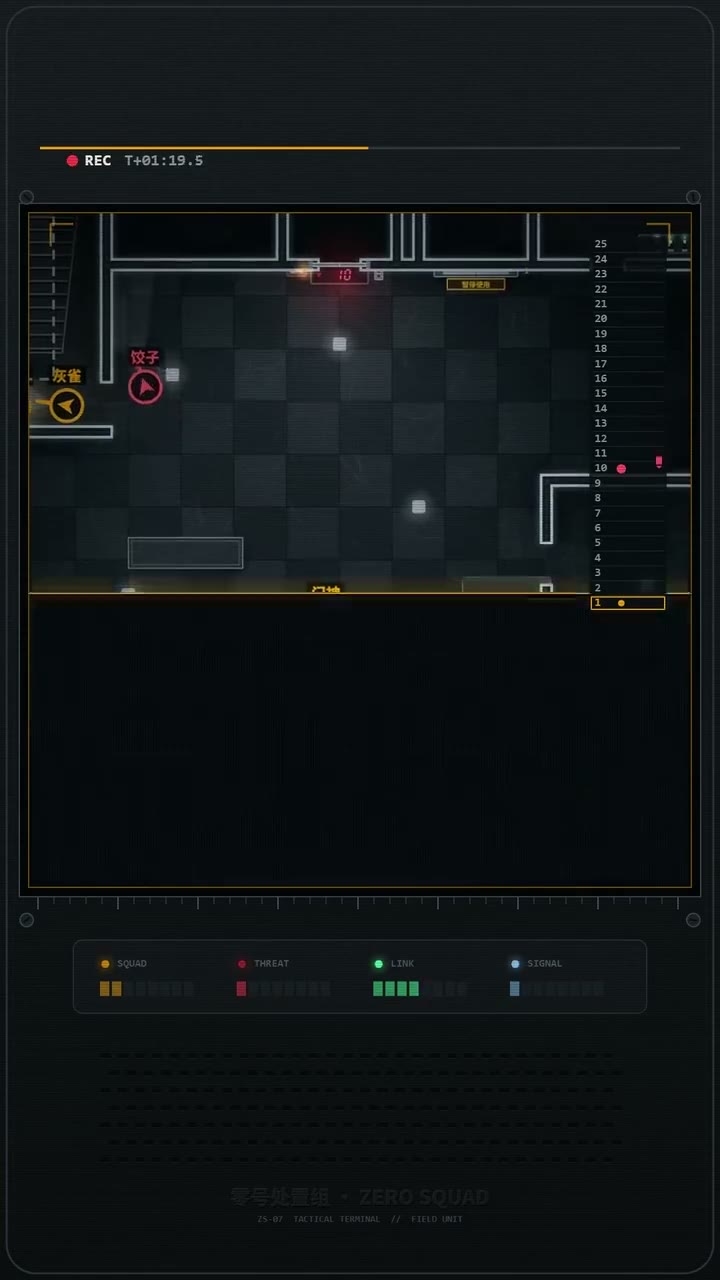 REC T+01:19.5
25
24
10
23
暂停使用
22
21
20
19
18
饺子
17
灰雀
16
15
14
13
12
11
10
9
8
7
6
5
4
3
2
门神
1
SQUAD
THREAT
LINK
SIGNAL
零号处置组 · ZERO SQUAD
ZS-07 TACTICAL TERMINAL // FIELD UNIT